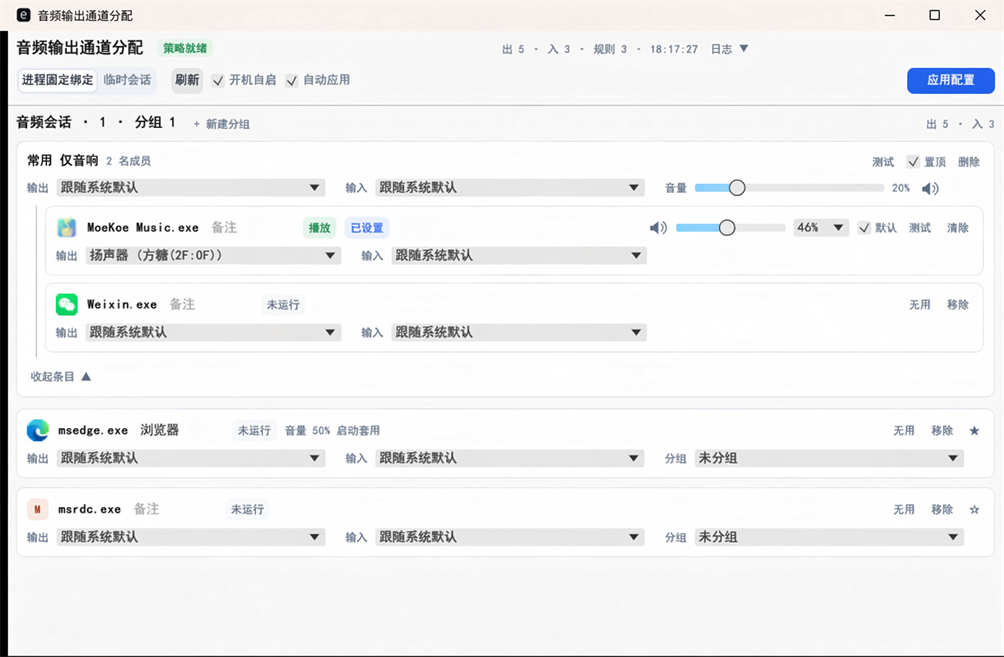 e 音频输出通道分配
音频输出通道分配 策略就绪 出 5 · 入 3 · 规则 3 · 18:17:27 日志 ▼
进程固定绑定 临时会话 刷新 ✓ 开机自启 ✓ 自动应用 应用配置
音频会话 · 1 · 分组 1 + 新建分组 出 5 · 入 3
常用 仅音响 2 名成员 测试 ✓ 置顶 删除
输出 跟随系统默认 ▼ 输入 跟随系统默认 ▼ 音量 20%
MoeKoe Music.exe 备注 播放 已设置 46% ▼ ✓ 默认 测试 清除
输出 扬声器 (方糖(2F:0F)) ▼ 输入 跟随系统默认 ▼
Weixin.exe 备注 未运行 无用 移除
输出 跟随系统默认 ▼ 输入 跟随系统默认 ▼
收起条目 ▲
msedge.exe 浏览器 未运行 音量 50% 启动套用 无用 移除 ★
输出 跟随系统默认 ▼ 输入 跟随系统默认 ▼ 分组 未分组 ▼
M msrdc.exe 备注 未运行 无用 移除 ☆
输出 跟随系统默认 ▼ 输入 跟随系统默认 ▼ 分组 未分组 ▼